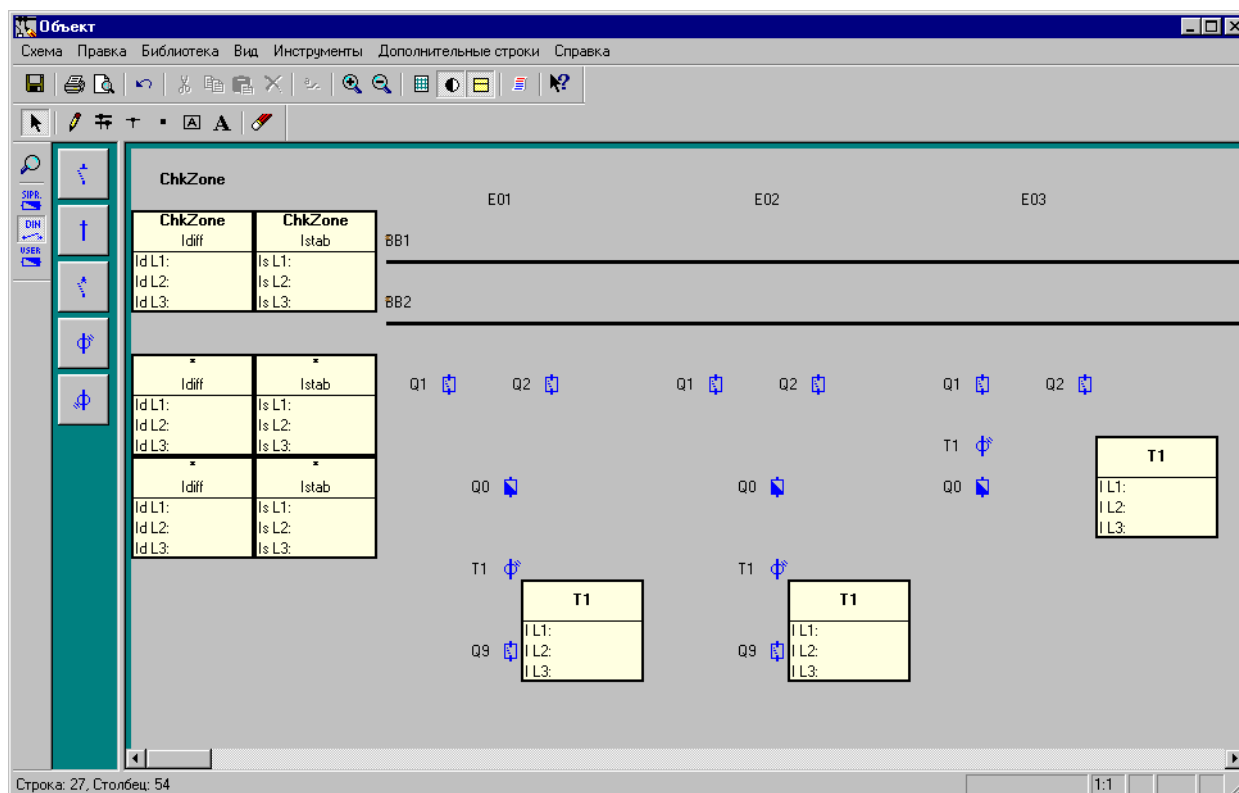 Объект
Схема Правка Библиотека Вид Инструменты Дополнительные строки Справка
A A
SIPR.
DIN
USER
ChkZone
E01 E02 E03
ChkZone ChkZone
Idiff Istab
Id L1: Is L1:
Id L2: Is L2:
Id L3: Is L3:
BB1
BB2
* *
Idiff Istab
Id L1: Is L1:
Id L2: Is L2:
Id L3: Is L3:
* *
Idiff Istab
Id L1: Is L1:
Id L2: Is L2:
Id L3: Is L3:
Q1 Q2 Q1 Q2 Q1 Q2
T1
T1
I L1:
I L2:
I L3:
Q0 Q0 Q0
T1 T1
T1
I L1:
I L2:
I L3:
T1
I L1:
I L2:
I L3:
Q9 Q9
Строка: 27, Столбец: 54
1:1